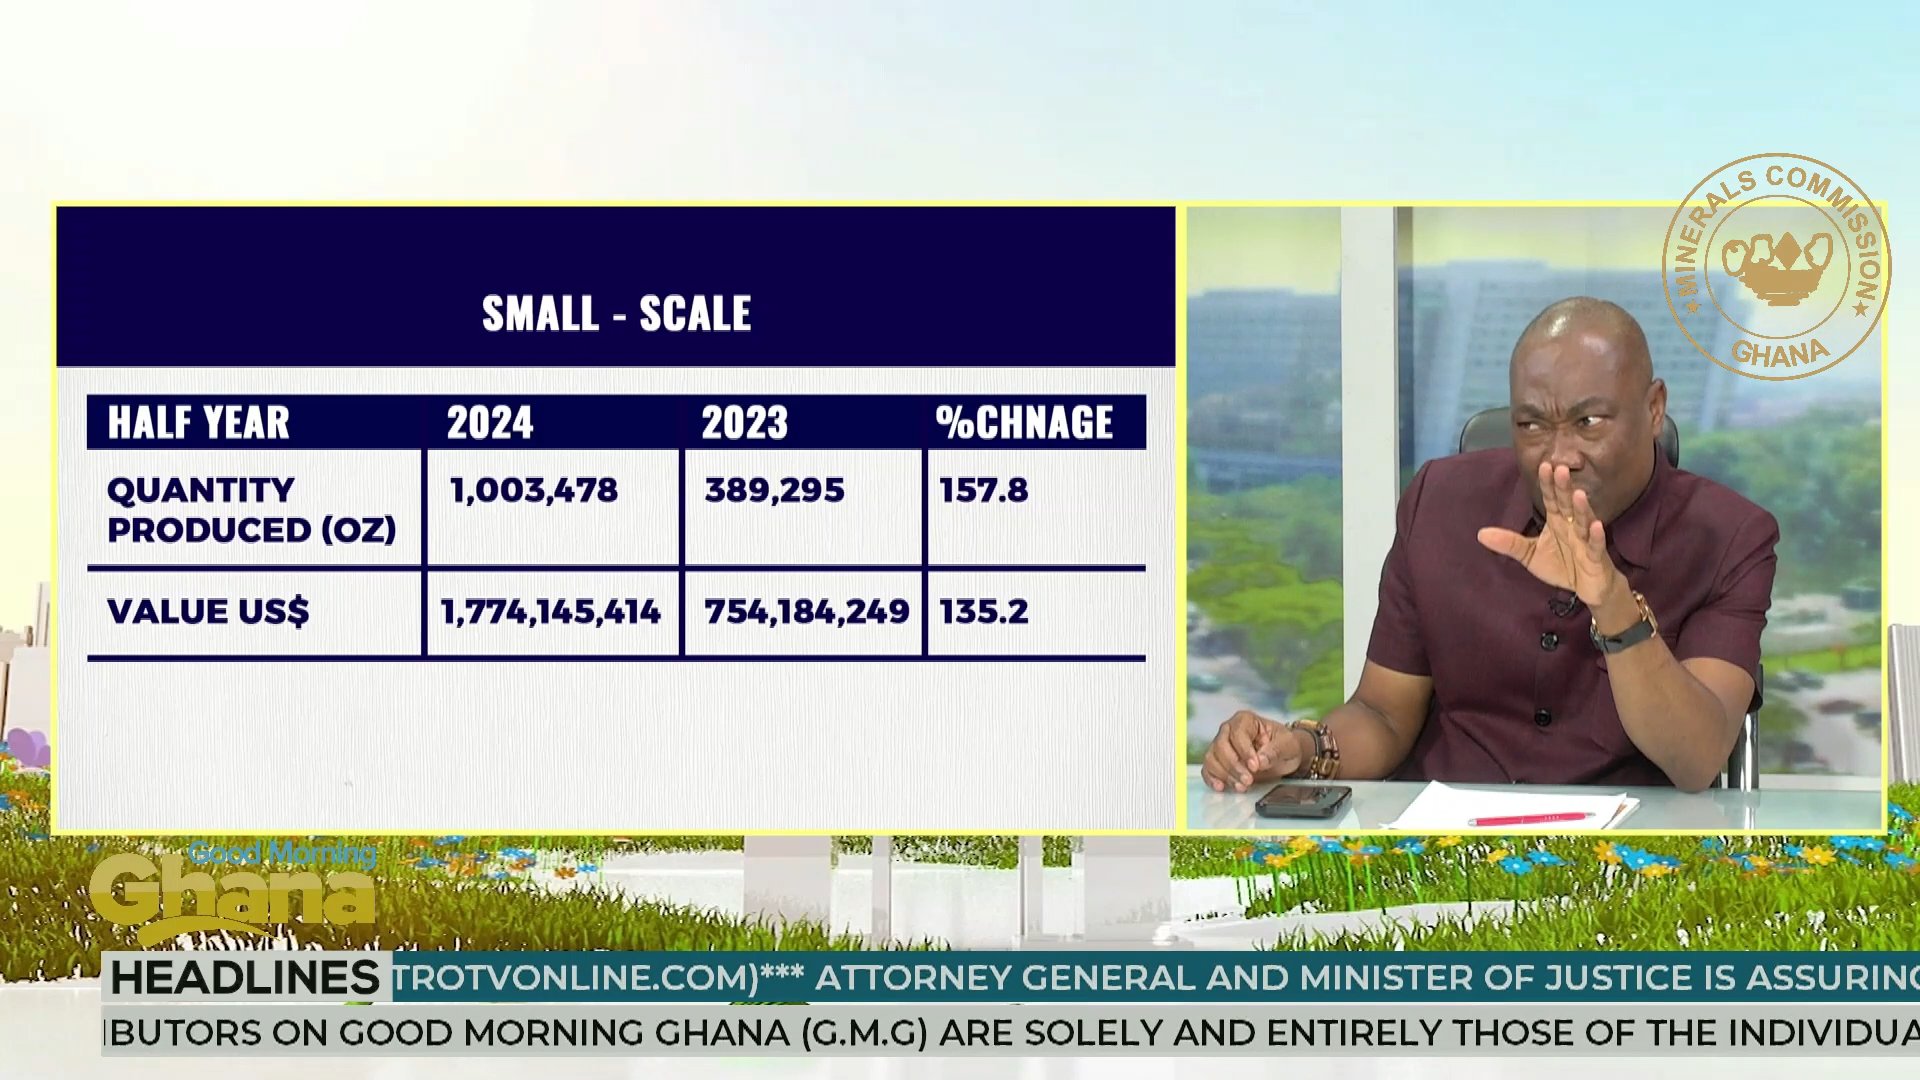 SMALL - SCALE
HALF YEAR 2024 2023 %CHNAGE
QUANTITY PRODUCED (OZ) 1,003,478 389,295 157.8
VALUE US$ 1,774,145,414 754,184,249 135.2
MINERALS COMMISSION
GHANA
Good Morning
Ghana
HEADLINES TROTVONLINE.COM)*** ATTORNEY GENERAL AND MINISTER OF JUSTICE IS ASSURING
IBUTORS ON GOOD MORNING GHANA (G.M.G) ARE SOLELY AND ENTIRELY THOSE OF THE INDIVIDUA